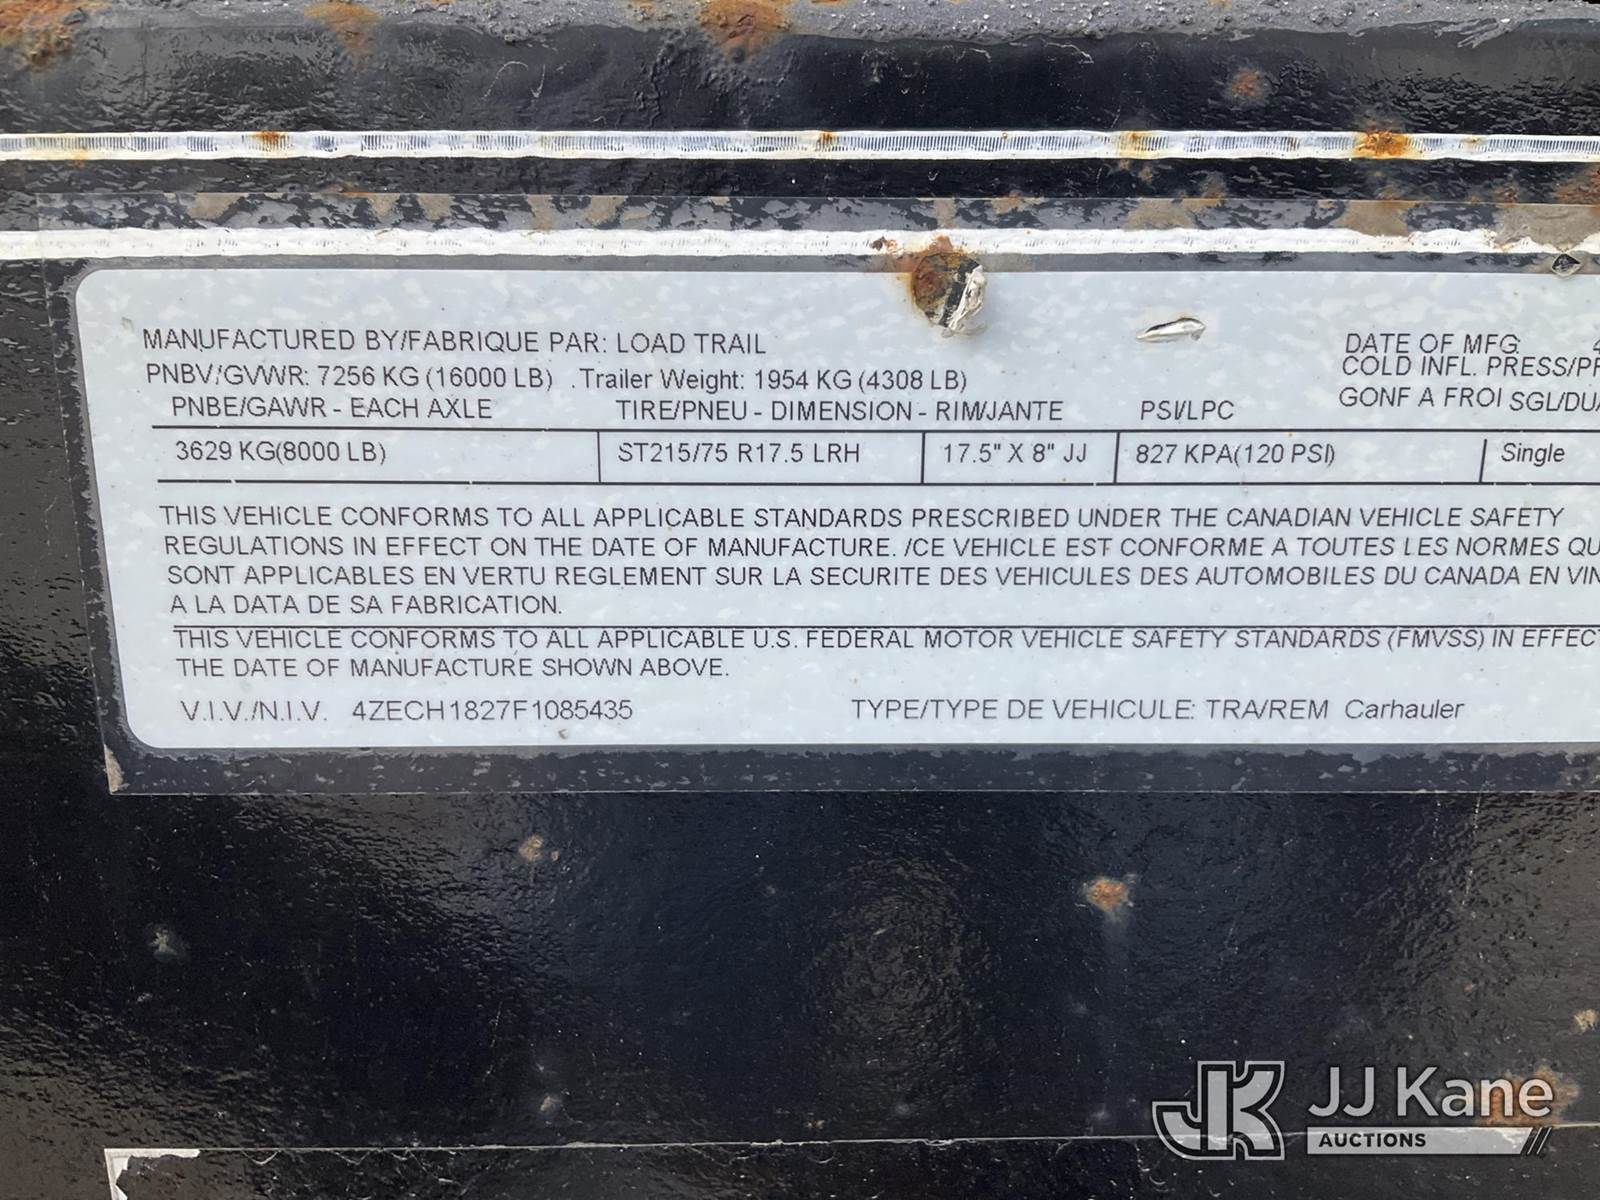 MANUFACTURED BY/FABRIQUE PAR: LOAD TRAIL DATE OF MFG: 4
PNBV/GVWR: 7256 KG (16000 LB) . Trailer Weight: 1954 KG (4308 LB) COLD INFL. PRESS/PR
PNBE/GAWR - EACH AXLE TIRE/PNEU - DIMENSION - RIM/JANTE PSI/LPC GONF A FROI SGL/DUA
3629 KG(8000 LB) ST215/75 R17.5 LRH 17.5" X 8" JJ 827 KPA(120 PSI) Single
THIS VEHICLE CONFORMS TO ALL APPLICABLE STANDARDS PRESCRIBED UNDER THE CANADIAN VEHICLE SAFETY
REGULATIONS IN EFFECT ON THE DATE OF MANUFACTURE. /CE VEHICLE EST CONFORME A TOUTES LES NORMES QU
SONT APPLICABLES EN VERTU REGLEMENT SUR LA SECURITE DES VEHICULES DES AUTOMOBILES DU CANADA EN VIN
A LA DATA DE SA FABRICATION.
THIS VEHICLE CONFORMS TO ALL APPLICABLE U.S. FEDERAL MOTOR VEHICLE SAFETY STANDARDS (FMVSS) IN EFFECT
THE DATE OF MANUFACTURE SHOWN ABOVE.
V.I.V./N.I.V. 4ZECH1827F1085435 TYPE/TYPE DE VEHICULE: TRA/REM Carhauler
JK JJ Kane
AUCTIONS